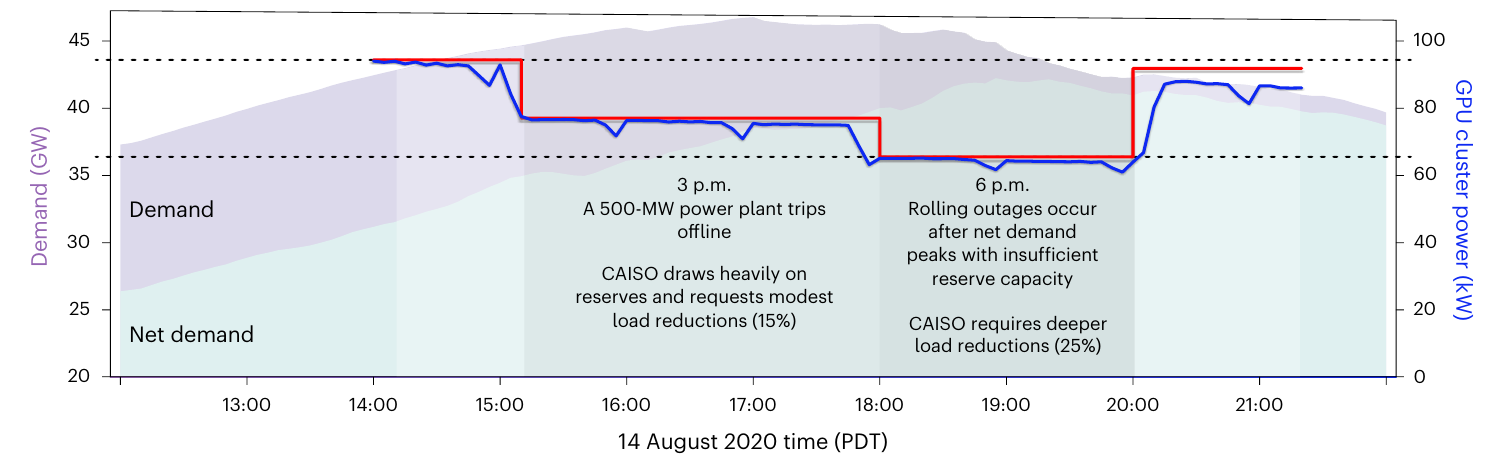 45
40
35
30
25
20
Demand (GW)
100
80
60
40
20
0
GPU cluster power (kW)
Demand
Net demand
3 p.m.
A 500-MW power plant trips
offline
CAISO draws heavily on
reserves and requests modest
load reductions (15%)
6 p.m.
Rolling outages occur
after net demand
peaks with insufficient
reserve capacity
CAISO requires deeper
load reductions (25%)
13:00
14:00
15:00
16:00
17:00
18:00
19:00
20:00
21:00
14 August 2020 time (PDT)